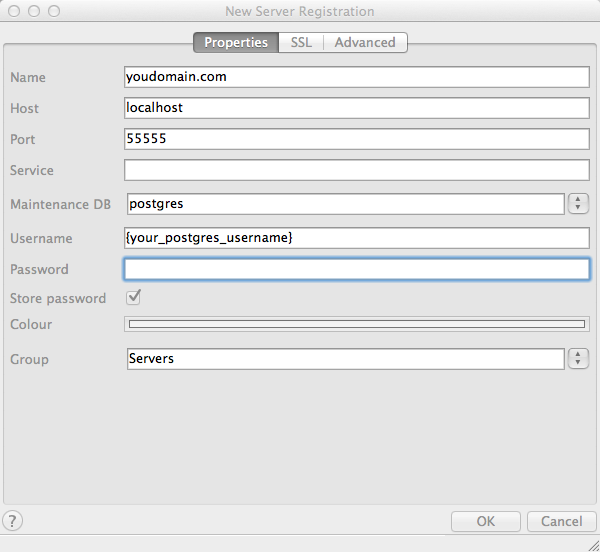 New Server Registration
Properties SSL Advanced
Name youdomain.com
Host localhost
Port 55555
Service
Maintenance DB postgres
Username {your_postgres_username}
Password
Store password
Colour
Group Servers
? OK Cancel